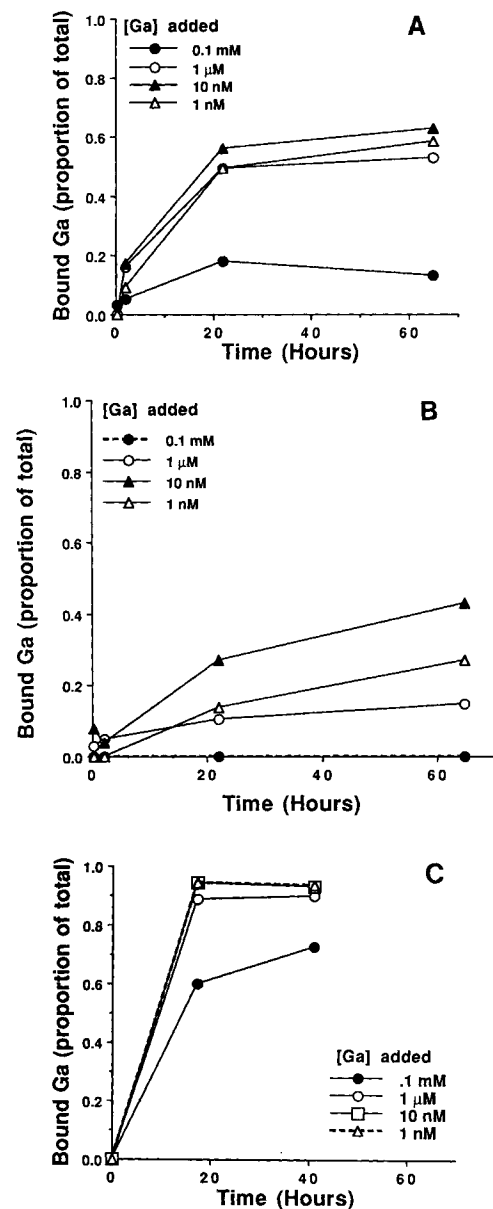 [Ga] added
A
0.1 mM
1 μM
10 nM
1 nM
Bound Ga (proportion of total)
1.0
0.8
0.6
0.4
0.2
0.0
0 20 40 60
Time (Hours)
[Ga] added
B
0.1 mM
1 μM
10 nM
1 nM
Bound Ga (proportion of total)
1.0
0.8
0.6
0.4
0.2
0.0
0 20 40 60
Time (Hours)
C
Bound Ga (proportion of total)
1.0
0.8
0.6
0.4
0.2
0.0
[Ga] added
.1 mM
1 μM
10 nM
1 nM
0 20 40 60
Time (Hours)